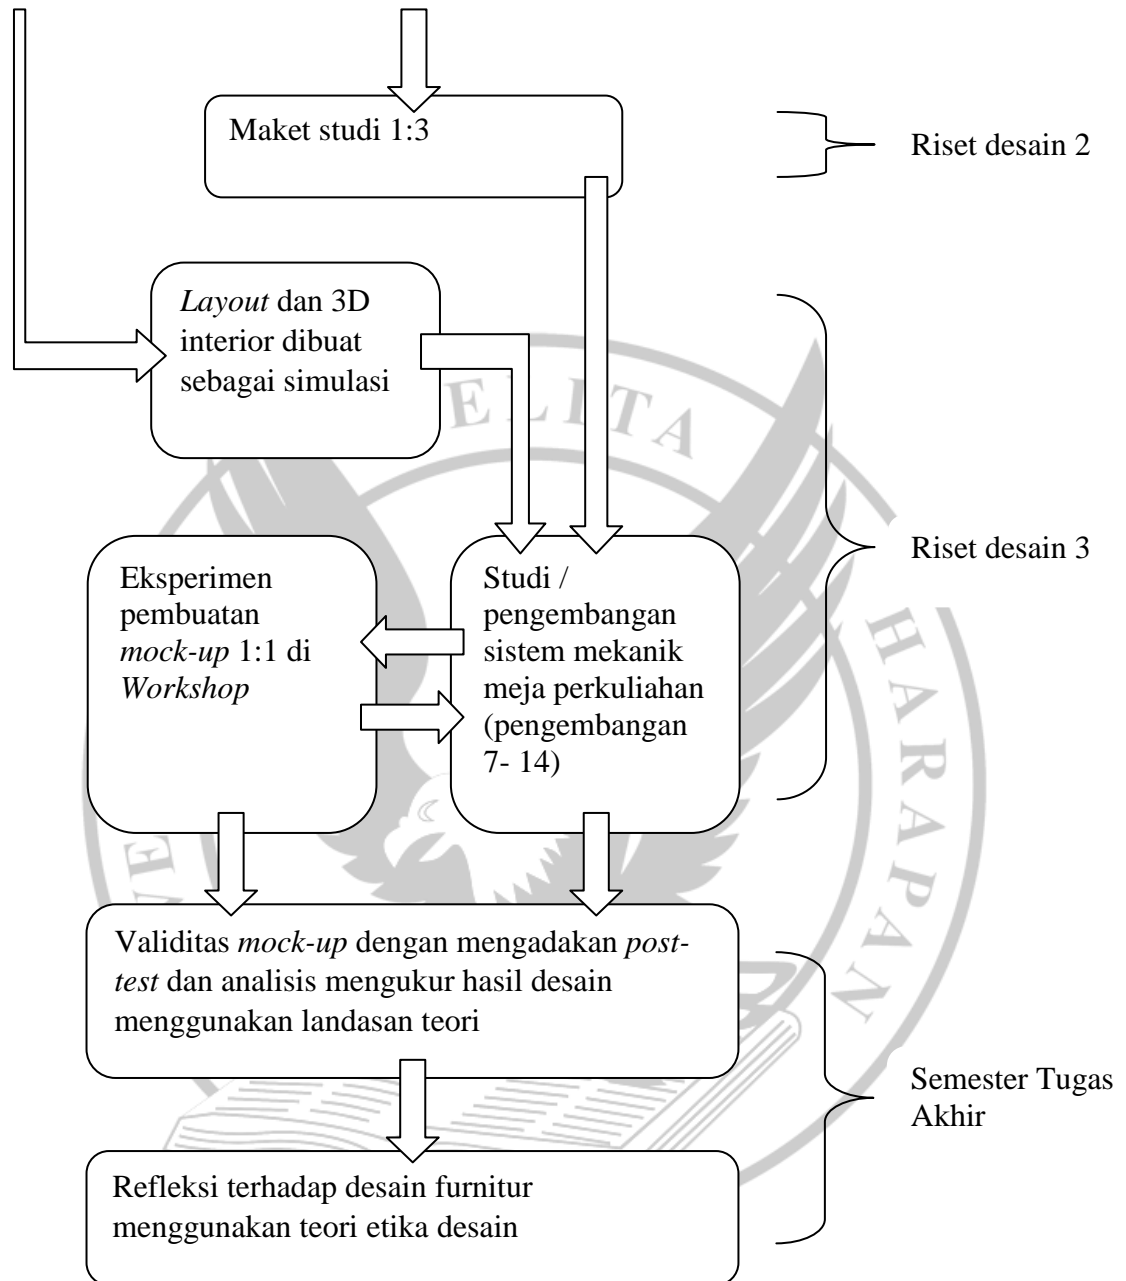 Maket studi 1:3
Riset desain 2
Layout dan 3D
interior dibuat
sebagai simulasi
Riset desain 3
Eksperimen
pembuatan
mock-up 1:1 di
Workshop
Studi /
pengembangan
sistem mekanik
meja perkuliahan
(pengembangan
7- 14)
Validitas mock-up dengan mengadakan post-
test dan analisis mengukur hasil desain
menggunakan landasan teori
Semester Tugas
Akhir
Refleksi terhadap desain furnitur
menggunakan teori etika desain
ELITA
HARAPAN